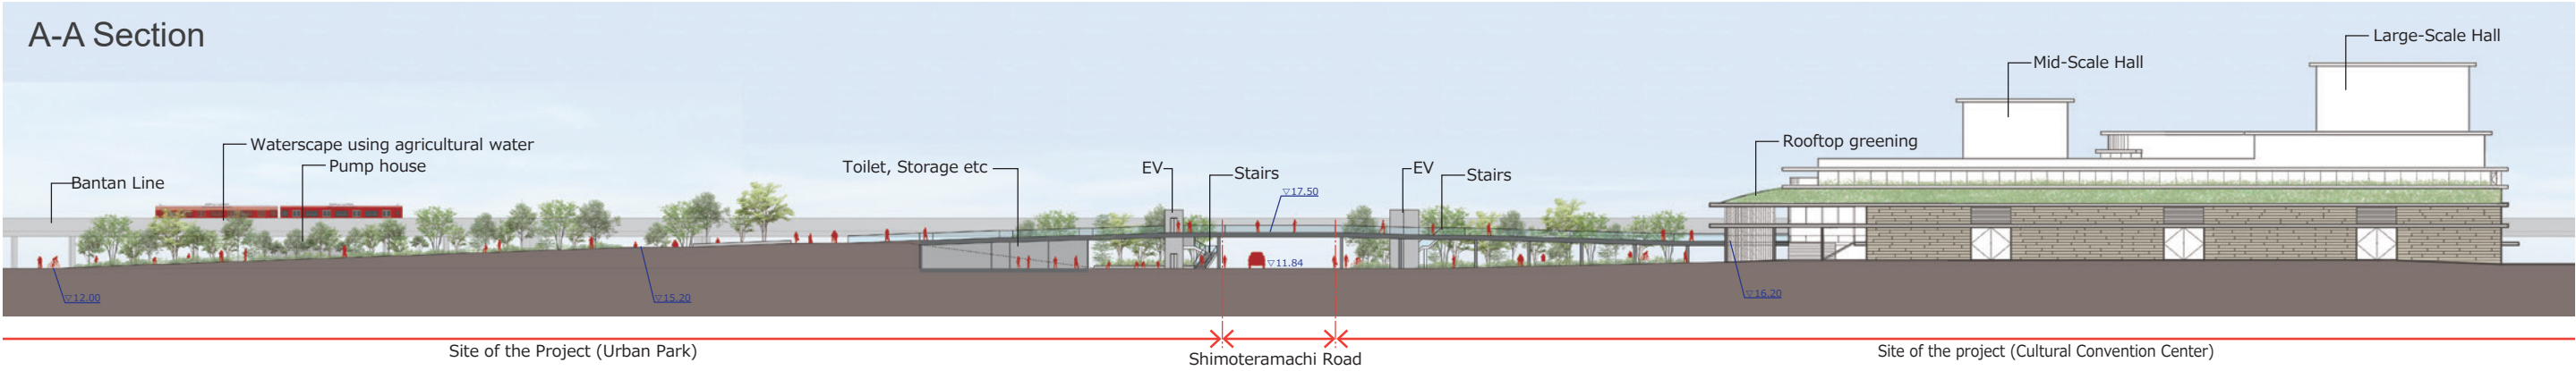 A-A Section
Large-Scale Hall
Mid-Scale Hall
Waterscape using agricultural water
Rooftop greening
Pump house
Toilet, Storage etc
EV
Stairs
EV
Stairs
Bantan Line
▽17.50
▽11.84
▽12.00
▽15.20
▽16.20
Site of the Project (Urban Park)
Shimoteramachi Road
Site of the project (Cultural Convention Center)